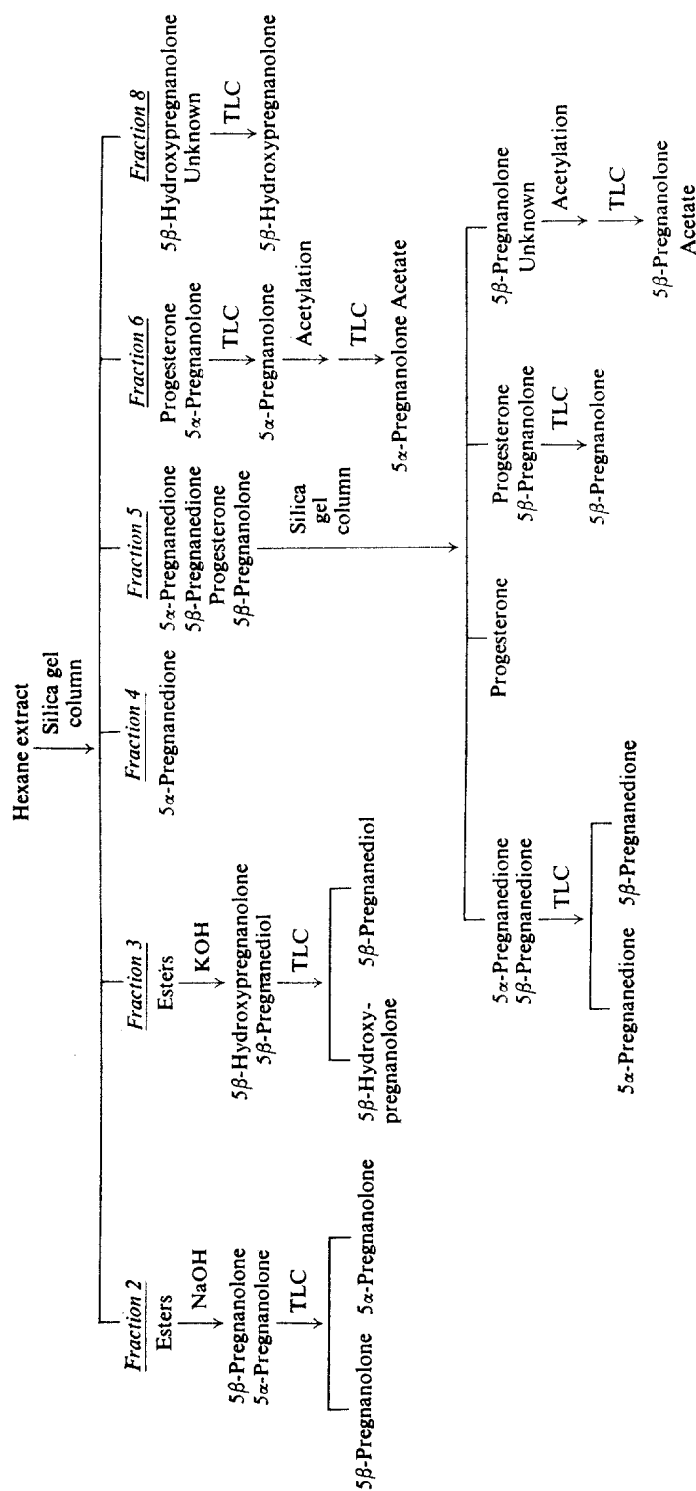 Hexane extract
Silica gel
column
Fraction 2
Esters
NaOH
5β-Pregnanolone
5α-Pregnanolone
TLC
5β-Pregnanolone
5α-Pregnanolone
Fraction 3
Esters
KOH
5β-Hydroxypregnanolone
5β-Pregnanediol
TLC
5β-Hydroxy-
pregnanolone
5β-Pregnanediol
Fraction 4
5α-Pregnanedione
Fraction 5
5α-Pregnanedione
5β-Pregnanedione
Progesterone
5β-Pregnanolone
Silica
gel
column
Fraction 6
Progesterone
5α-Pregnanolone
TLC
5α-Pregnanolone
Acetylation
TLC
5α-Pregnanolone Acetate
Fraction 8
5β-Hydroxypregnanolone
Unknown
TLC
5β-Hydroxypregnanolone
5α-Pregnanedione
5β-Pregnanedione
TLC
5α-Pregnanedione
5β-Pregnanedione
Progesterone
Progesterone
5β-Pregnanolone
TLC
5β-Pregnanolone
5β-Pregnanolone
Unknown
Acetylation
TLC
5β-Pregnanolone
Acetate